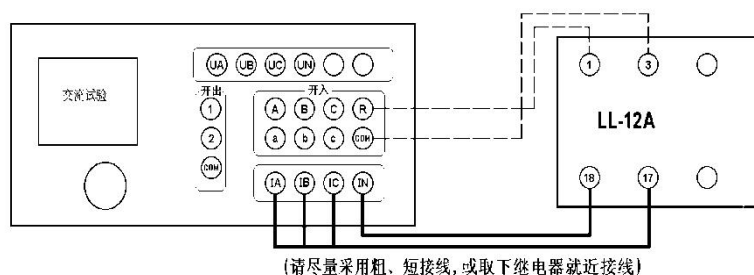 UA UB UC UN
1 3
开出 开入
交流试验
1 A B C R
LL-12A
2 a b c COM
COM
IA IB IC IN
18 17
(请尽量采用粗、短接线,或取下继电器就近接线)